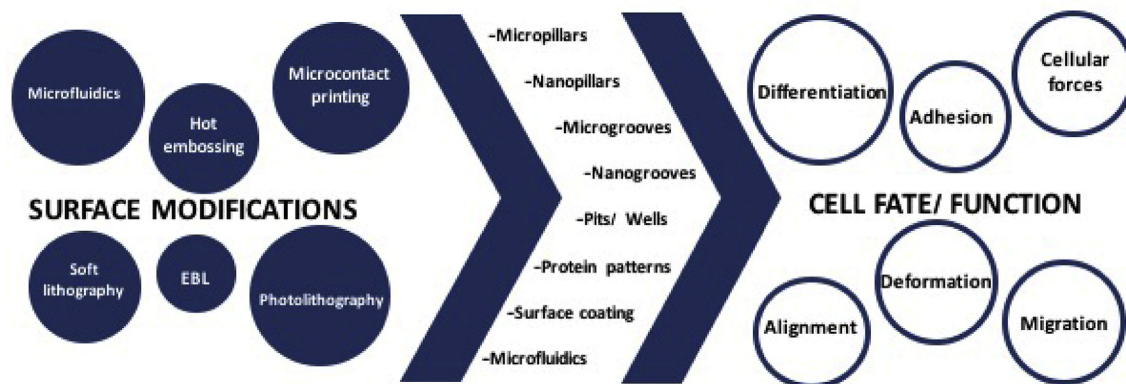 Microfluidics
Hot
embossing
Microcontact
printing
SURFACE MODIFICATIONS
Soft
lithography
EBL
Photolithography
-Micropillars
-Nanopillars
-Microgrooves
-Nanogrooves
-Pits/ Wells
-Protein patterns
-Surface coating
-Microfluidics
Differentiation
Adhesion
Cellular
forces
CELL FATE/ FUNCTION
Alignment
Deformation
Migration